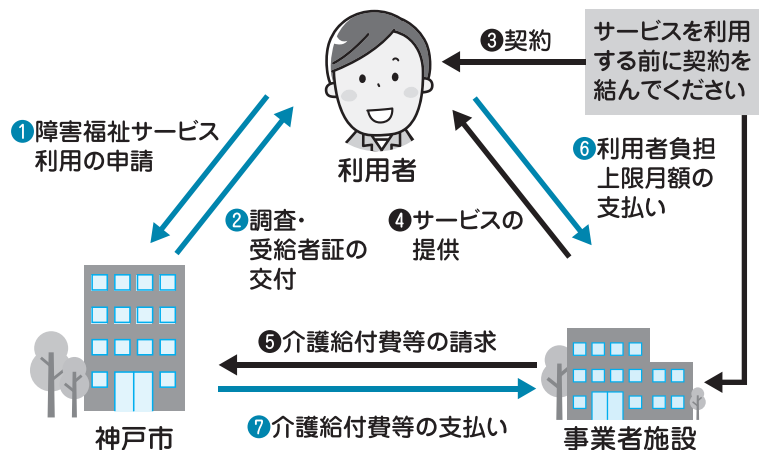 ❸契約
サービスを利用
する前に契約を
結んでください
❶障害福祉サービス
利用の申請
利用者
❻利用者負担
上限月額の
支払い
❷調査・
受給者証の
交付
❹サービスの
提供
❺介護給付費等の請求
❼介護給付費等の支払い
神戸市
事業者施設